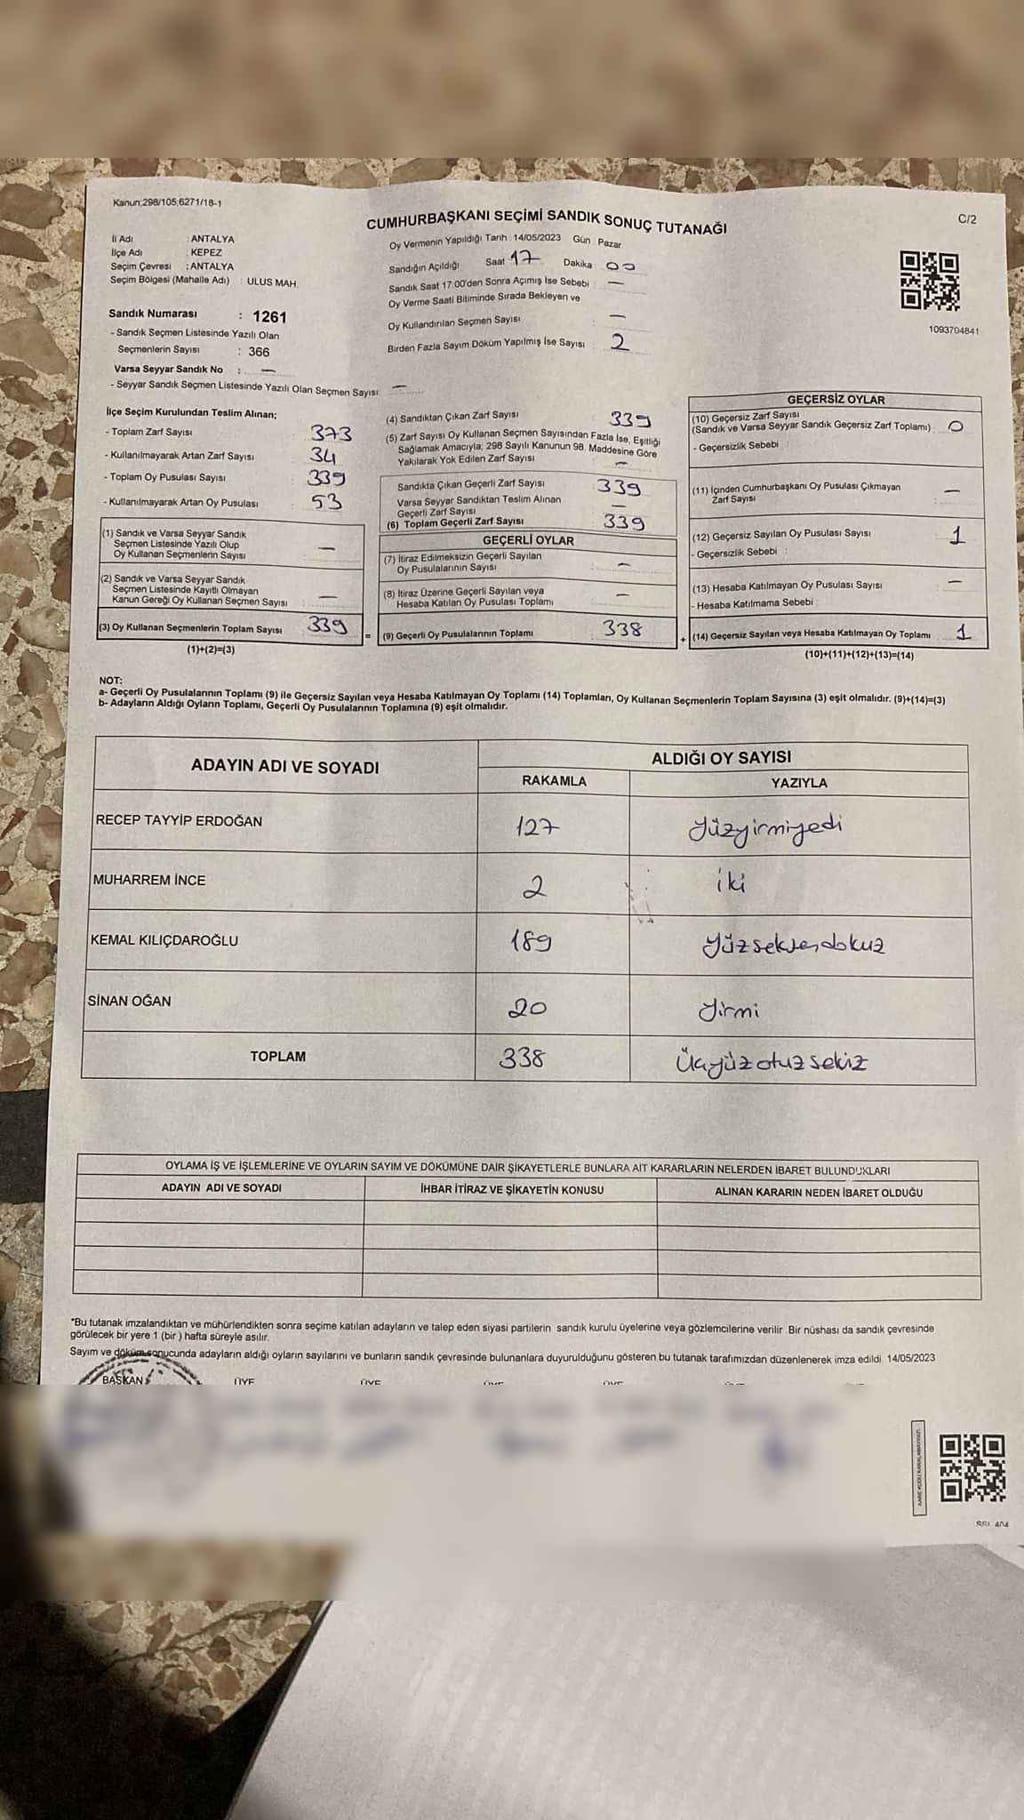 Kanun;298/105;6271/18-1
C/2
CUMHURBAŞKANI SEÇİMİ SANDIK SONUÇ TUTANAĞI
İl Adı : ANTALYA
İlçe Adı : KEPEZ
Seçim Çevresi : ANTALYA
Seçim Bölgesi (Mahalle Adı) : ULUS MAH.
Oy Vermenin Yapıldığı Tarih : 14/05/2023 Gün : Pazar
Sandığın Açıldığı Saat 17 Dakika 00
Sandık Saat 17:00'den Sonra Açımış İse Sebebi : —
Oy Verme Saati Bitiminde Sırada Bekleyen ve
Oy Kullandırılan Seçmen Sayısı : —
Birden Fazla Sayım Döküm Yapılmış İse Sayısı : 2
1093704841
Sandık Numarası : 1261
- Sandık Seçmen Listesinde Yazılı Olan
Seçmenlerin Sayısı : 366
Varsa Seyyar Sandık No : —
- Seyyar Sandık Seçmen Listesinde Yazılı Olan Seçmen Sayısı: —
İlçe Seçim Kurulundan Teslim Alınan;
- Toplam Zarf Sayısı 373
- Kullanılmayarak Artan Zarf Sayısı : 34
- Toplam Oy Pusulası Sayısı : 339
- Kullanılmayarak Artan Oy Pusulası : 53
(1) Sandık ve Varsa Seyyar Sandık
Seçmen Listesinde Yazılı Olup
Oy Kullanan Seçmenlerin Sayısı —
(2) Sandık ve Varsa Seyyar Sandık
Seçmen Listesinde Kayıtlı Olmayan
Kanun Gereği Oy Kullanan Seçmen Sayısı —
(3) Oy Kullanan Seçmenlerin Toplam Sayısı 339
(1)+(2)=(3)
(4) Sandıktan Çıkan Zarf Sayısı 339
(5) Zarf Sayısı Oy Kullanan Seçmen Sayısından Fazla İse, Eşitliği
Sağlamak Amacıyla; 298 Sayılı Kanunun 98. Maddesine Göre
Yakılarak Yok Edilen Zarf Sayısı —
Sandıkta Çıkan Geçerli Zarf Sayısı 339
Varsa Seyyar Sandıktan Teslim Alınan
Geçerli Zarf Sayısı —
(6) Toplam Geçerli Zarf Sayısı 339
GEÇERLİ OYLAR
(7) İtiraz Edilmeksizin Geçerli Sayılan
Oy Pusulalarının Sayısı —
(8) İtiraz Üzerine Geçerli Sayılan veya
Hesaba Katılan Oy Pusulası Toplamı —
= (9) Geçerli Oy Pusulalarının Toplamı 338
GEÇERSİZ OYLAR
(10) Geçersiz Zarf Sayısı
(Sandık ve Varsa Seyyar Sandık Geçersiz Zarf Toplamı) : 0
- Geçersizlik Sebebi :
(11) İçinden Cumhurbaşkanı Oy Pusulası Çıkmayan
Zarf Sayısı : —
(12) Geçersiz Sayılan Oy Pusulası Sayısı : 1
- Geçersizlik Sebebi :
(13) Hesaba Katılmayan Oy Pusulası Sayısı : —
- Hesaba Katılmama Sebebi :
+ (14) Geçersiz Sayılan veya Hesaba Katılmayan Oy Toplamı : 1
(10)+(11)+(12)+(13)=(14)
NOT:
a- Geçerli Oy Pusulalarının Toplamı (9) ile Geçersiz Sayılan veya Hesaba Katılmayan Oy Toplamı (14) Toplamları, Oy Kullanan Seçmenlerin Toplam Sayısına (3) eşit olmalıdır. (9)+(14)=(3)
b- Adayların Aldığı Oyların Toplamı, Geçerli Oy Pusulalarının Toplamına (9) eşit olmalıdır.
ADAYIN ADI VE SOYADI ALDIĞI OY SAYISI
RAKAMLA YAZIYLA
RECEP TAYYİP ERDOĞAN 127 yüzyirmiyedi
MUHARREM İNCE 2 iki
KEMAL KILIÇDAROĞLU 189 yüzseksendokuz
SİNAN OĞAN 20 yirmi
TOPLAM 338 Üçyüzotuzsekiz
OYLAMA İŞ VE İŞLEMLERİNE VE OYLARIN SAYIM VE DÖKÜMÜNE DAİR ŞİKAYETLERLE BUNLARA AİT KARARLARIN NELERDEN İBARET BULUNDUKLARI
ADAYIN ADI VE SOYADI İHBAR İTİRAZ VE ŞİKAYETİN KONUSU ALINAN KARARIN NEDEN İBARET OLDUĞU
*Bu tutanak imzalandıktan ve mühürlendikten sonra seçime katılan adayların ve talep eden siyasi partilerin sandık kurulu üyelerine veya gözlemcilerine verilir. Bir nüshası da sandık çevresinde
görülecek bir yere 1 (bir ) hafta süreyle asılır.
Sayım ve döküm sonucunda adayların aldığı oyların sayılarını ve bunların sandık çevresinde bulunanlara duyurulduğunu gösteren bu tutanak tarafımızdan düzenlenerek imza edildi. 14/05/2023
BAŞKAN ÜYE ÜYE